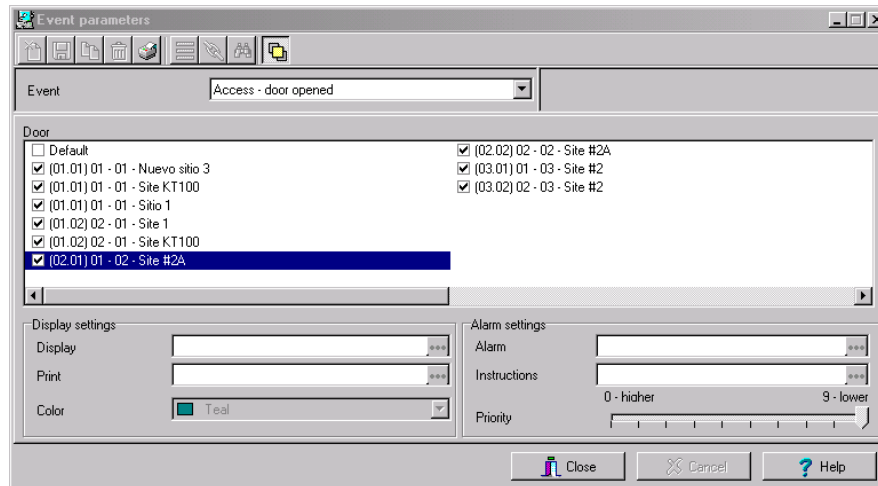 Event parameters
Event
Access - door opened
Door
Default
(01.01) 01 - 01 - Nuevo sitio 3
(01.01) 01 - 01 - Site KT100
(01.01) 01 - 01 - Sitio 1
(01.02) 02 - 01 - Site 1
(01.02) 02 - 01 - Site KT100
(02.01) 01 - 02 - Site #2A
(02.02) 02 - 02 - Site #2A
(03.01) 01 - 03 - Site #2
(03.02) 02 - 03 - Site #2
Display settings
Display
Print
Color
Teal
Alarm settings
Alarm
Instructions
0 - higher
9 - lower
Priority
Close
Cancel
? Help